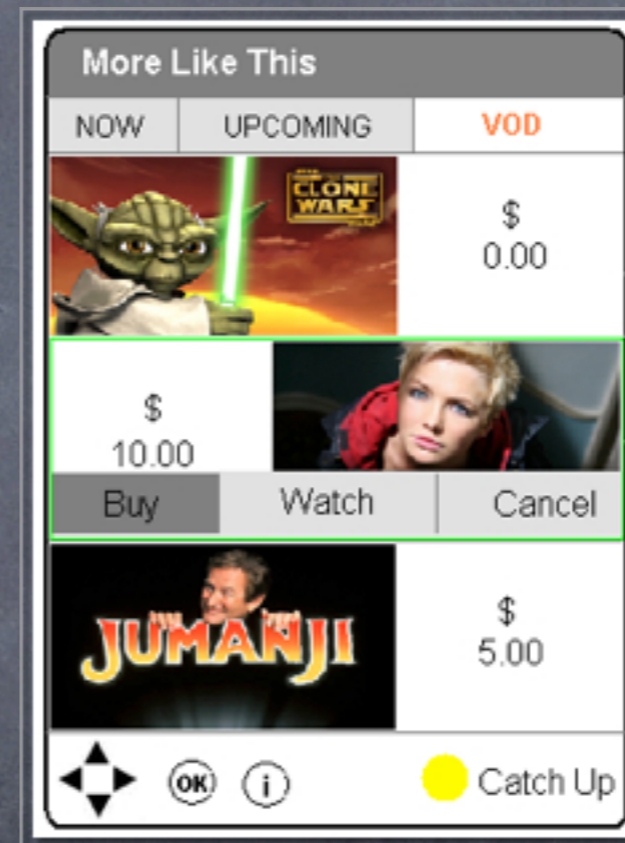 More Like This
NOW UPCOMING VOD
CLONE
WARS
$
0.00
$
10.00
Buy Watch Cancel
JUMANJI
$
5.00
OK i Catch Up